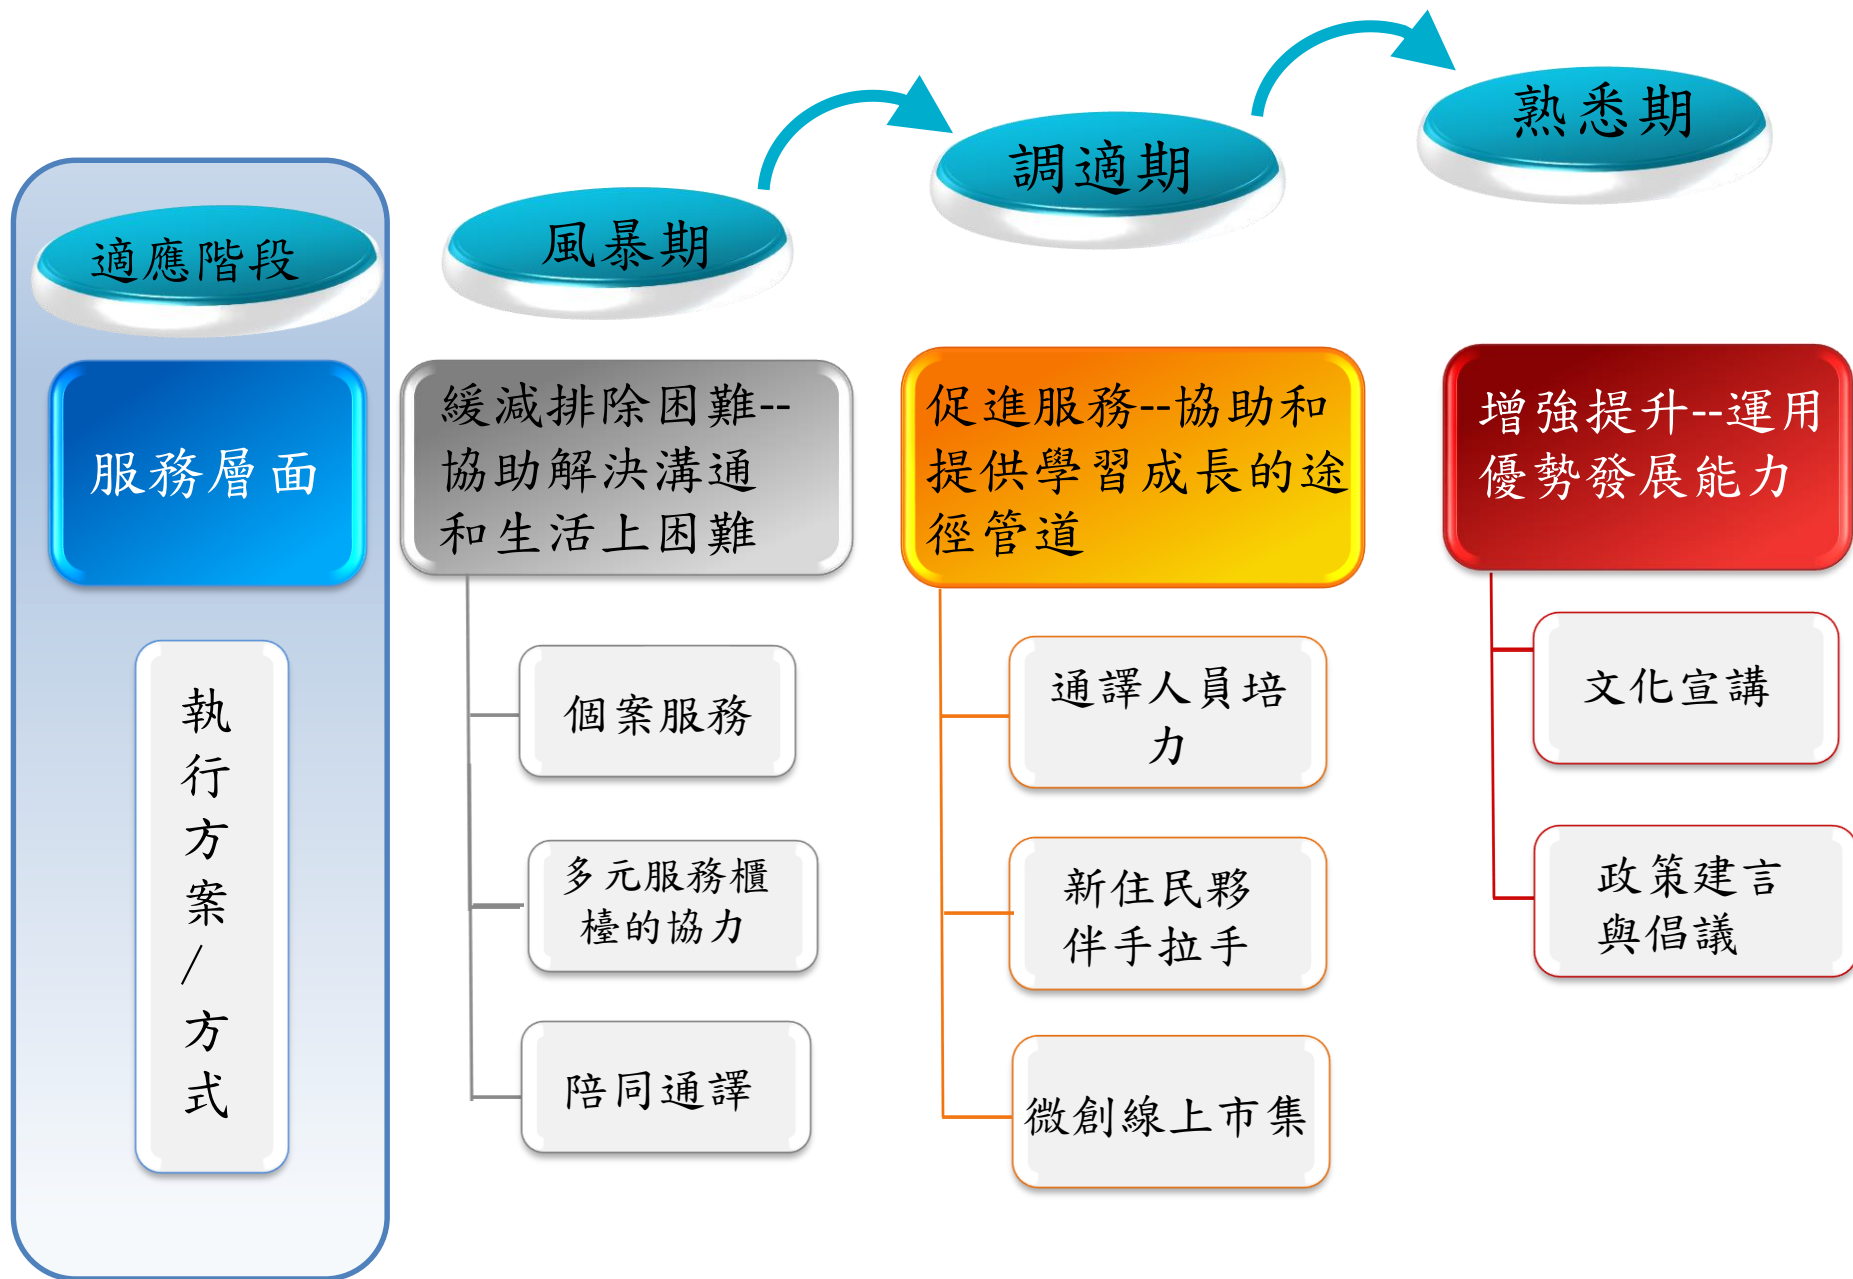 適應階段
風暴期
調適期
熟悉期
服務層面
緩減排除困難--
協助解決溝通
和生活上困難
促進服務--協助和
提供學習成長的途
徑管道
增強提升--運用
優勢發展能力
執
行
方
案
/
方
式
個案服務
多元服務櫃
檯的協力
陪同通譯
通譯人員培
力
新住民夥
伴手拉手
微創線上市集
文化宣講
政策建言
與倡議